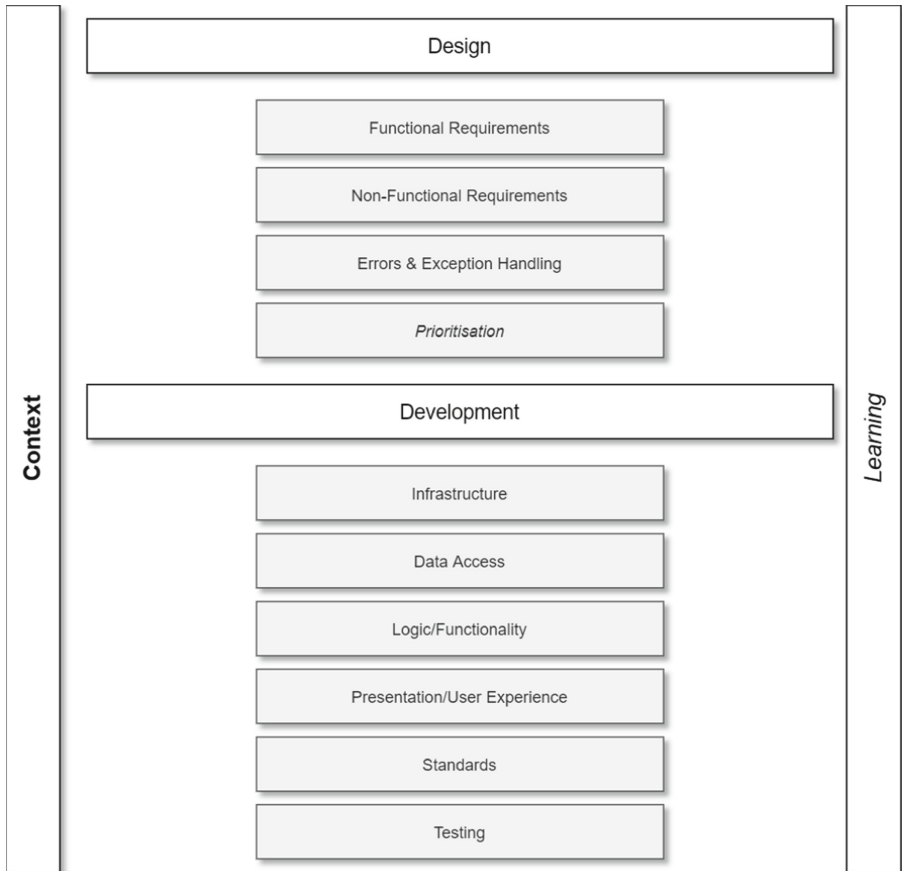 Design
Functional Requirements
Non-Functional Requirements
Errors & Exception Handling
Prioritisation
Context
Development
Learning
Infrastructure
Data Access
Logic/Functionality
Presentation/User Experience
Standards
Testing